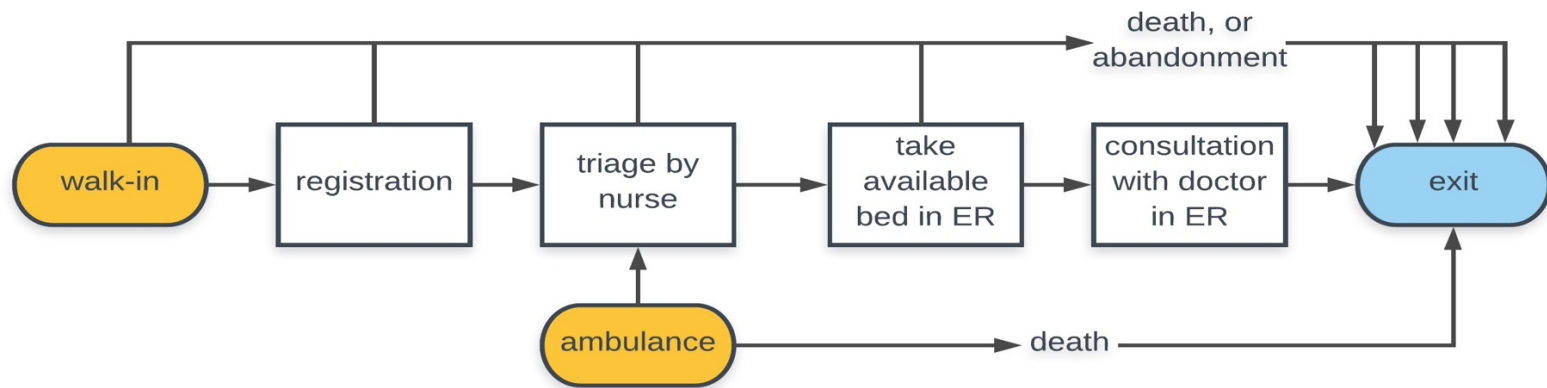 death, or
abandonment
walk-in
registration
triage by
nurse
take
available
bed in ER
consultation
with doctor
in ER
exit
ambulance
death